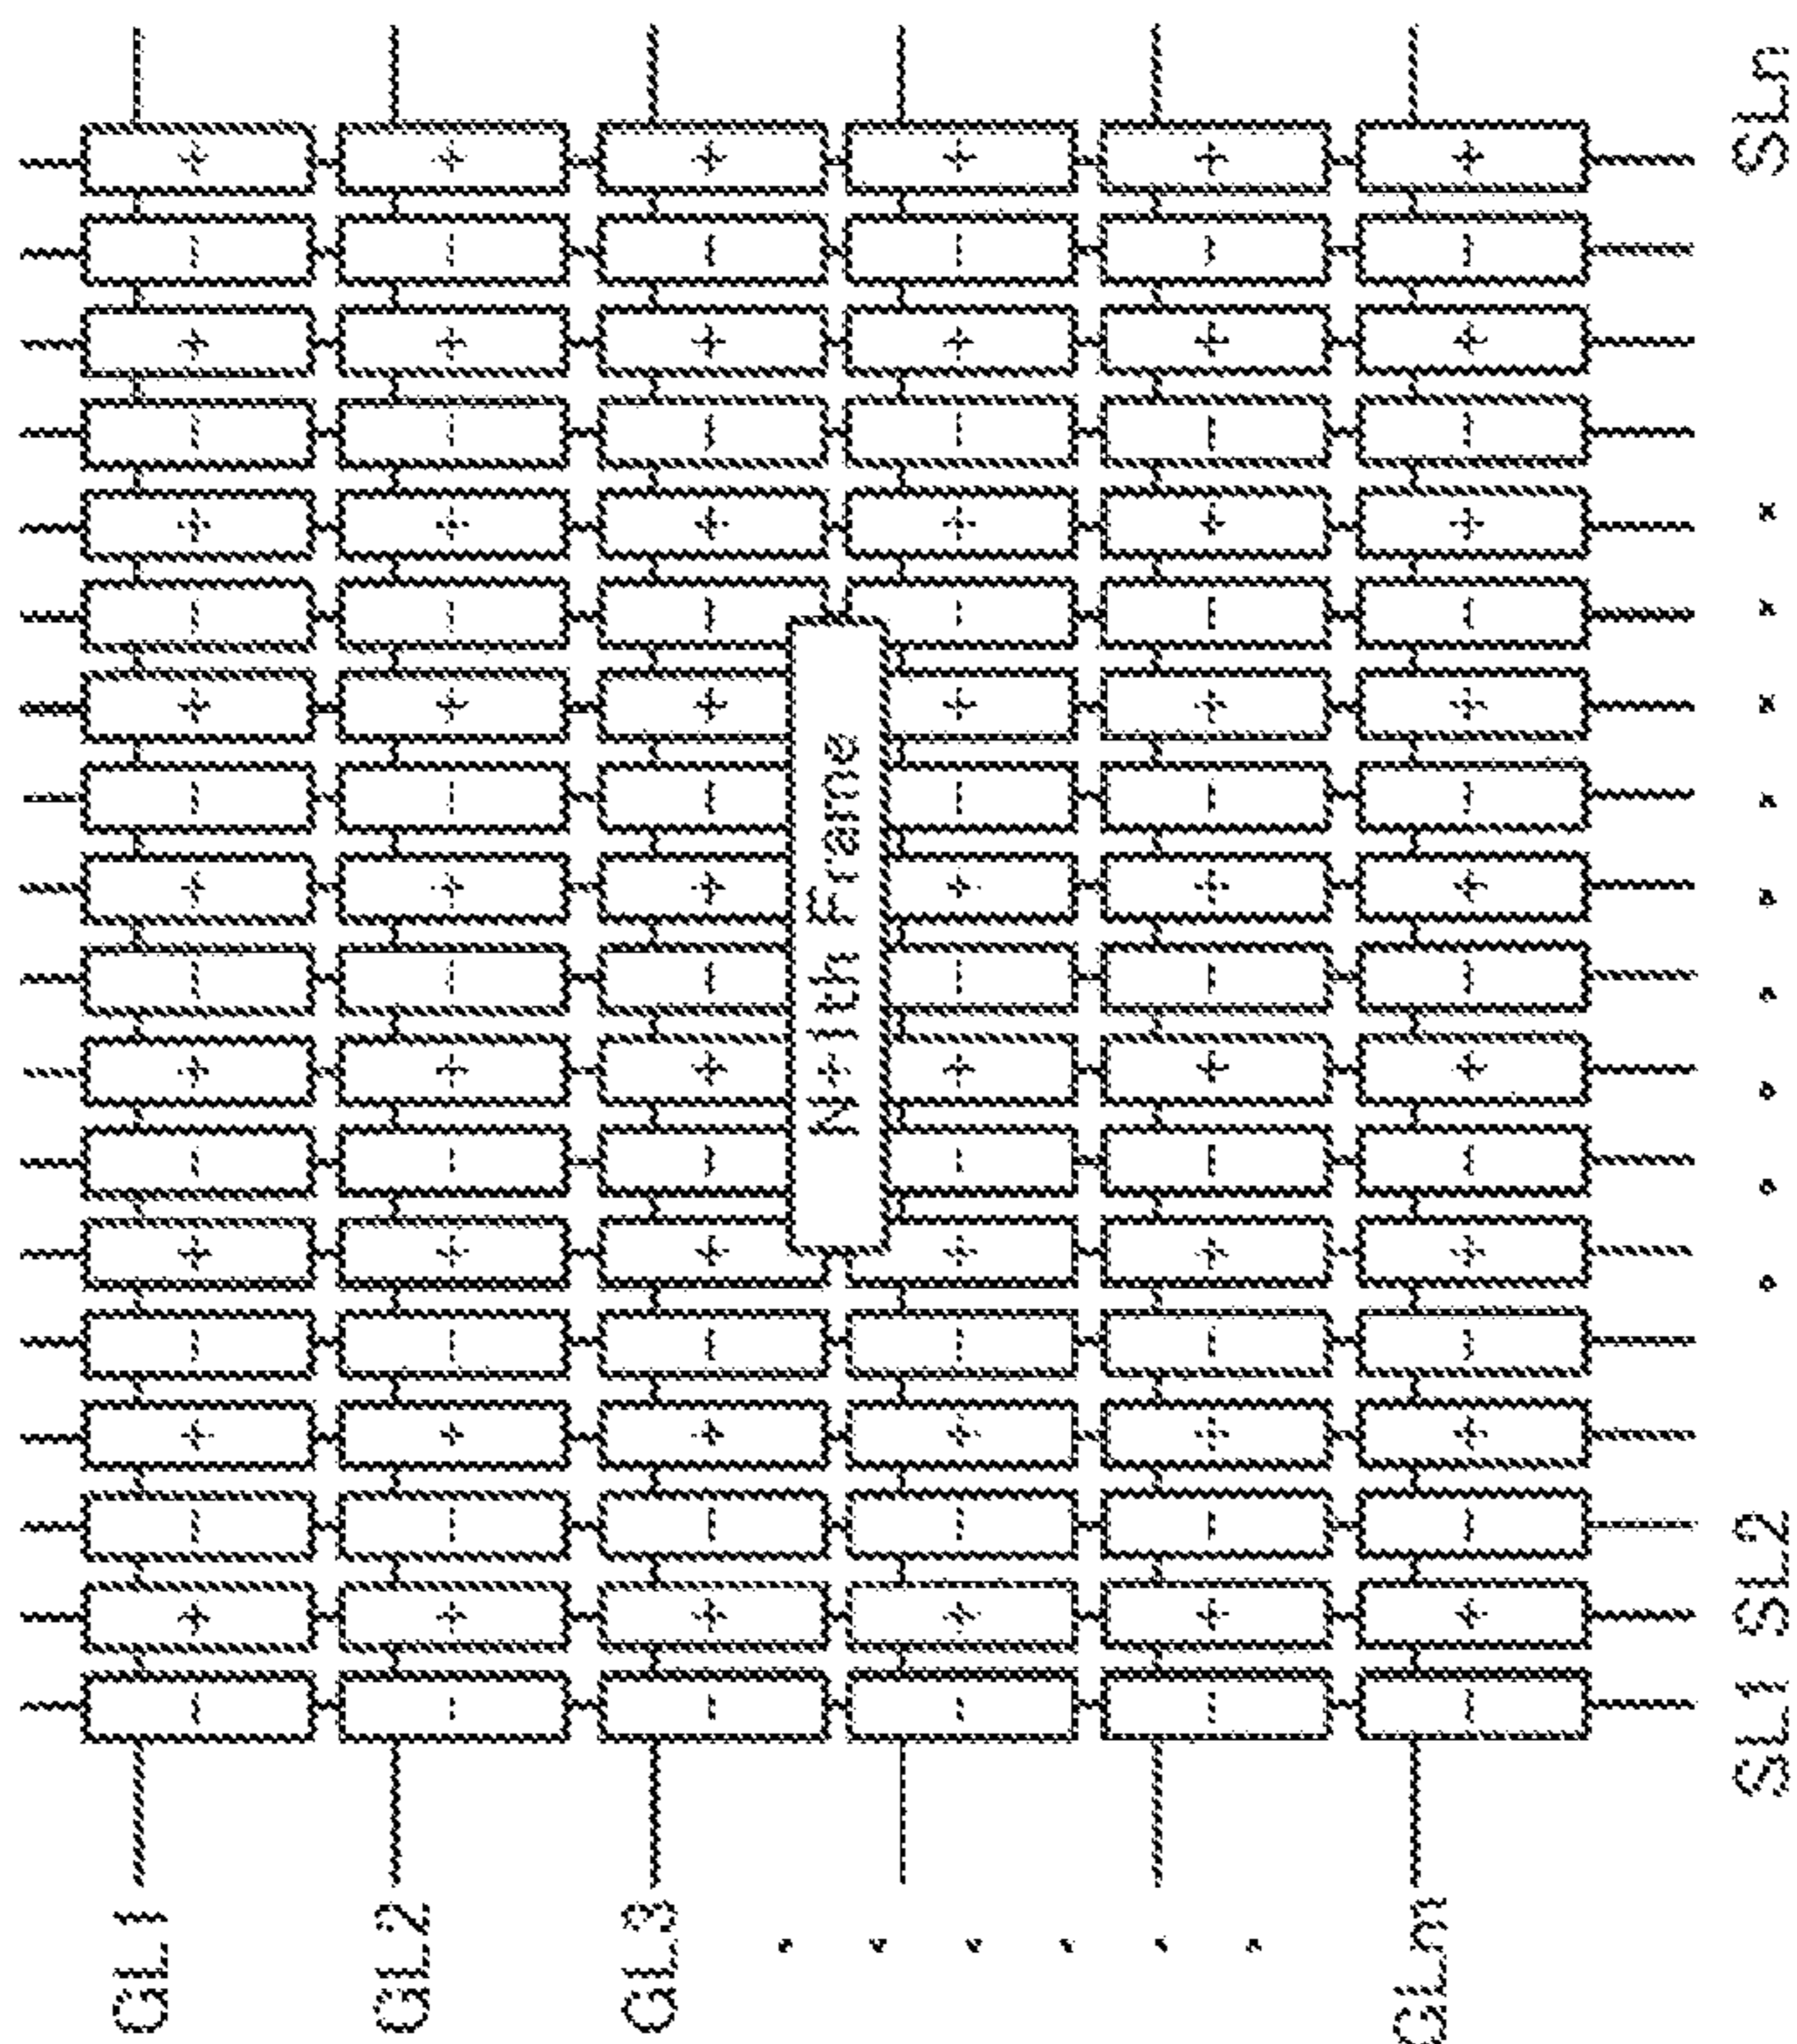 GL1 − + − + − + − + − + − + − + − + − +
GL2 − + − + − + − + − + − + − + − + − +
GL3 − + − + − + − + − + − + − + − + − +
N+1th Frame
− + − + − + − + − + − + − + − + − +
− + − + − + − + − + − + − + − + − +
GLm − + − + − + − + − + − + − + − + − +
SL1 SL2 SLn